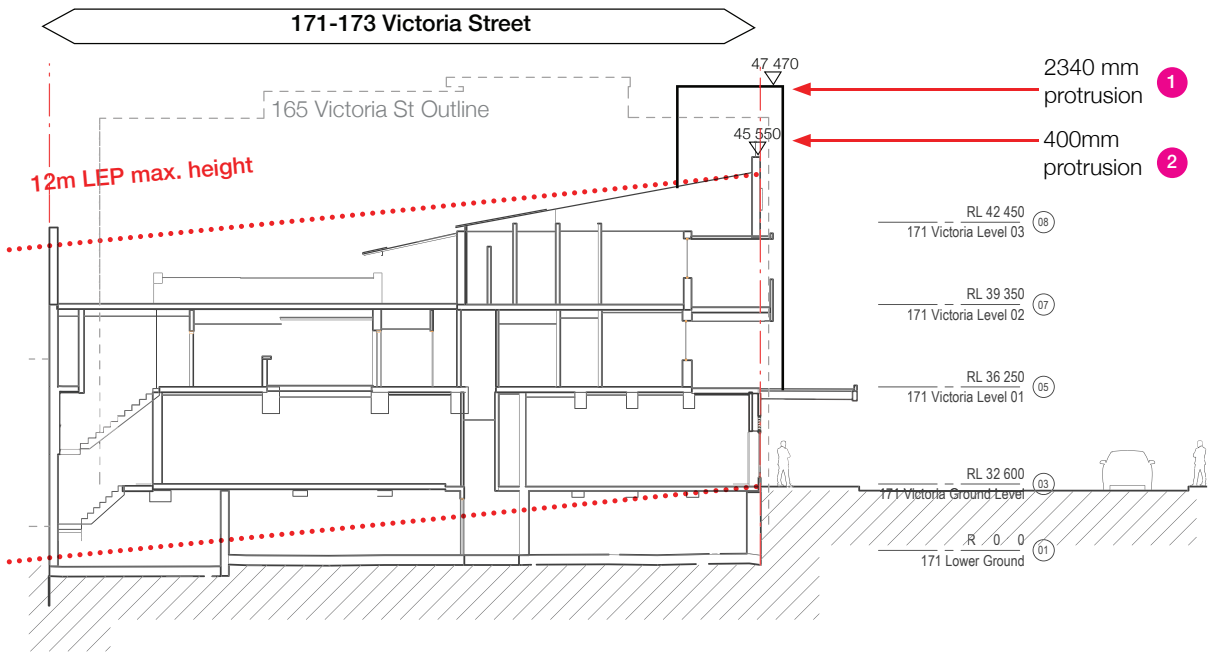 171-173 Victoria Street
47 470
2340 mm
protrusion
1
165 Victoria St Outline
45 550
400mm
protrusion
2
12m LEP max. height
RL 42 450
171 Victoria Level 03
08
RL 39 350
171 Victoria Level 02
07
RL 36 250
171 Victoria Level 01
05
RL 32 600
171 Victoria Ground Level
03
R 0 0
171 Lower Ground
01